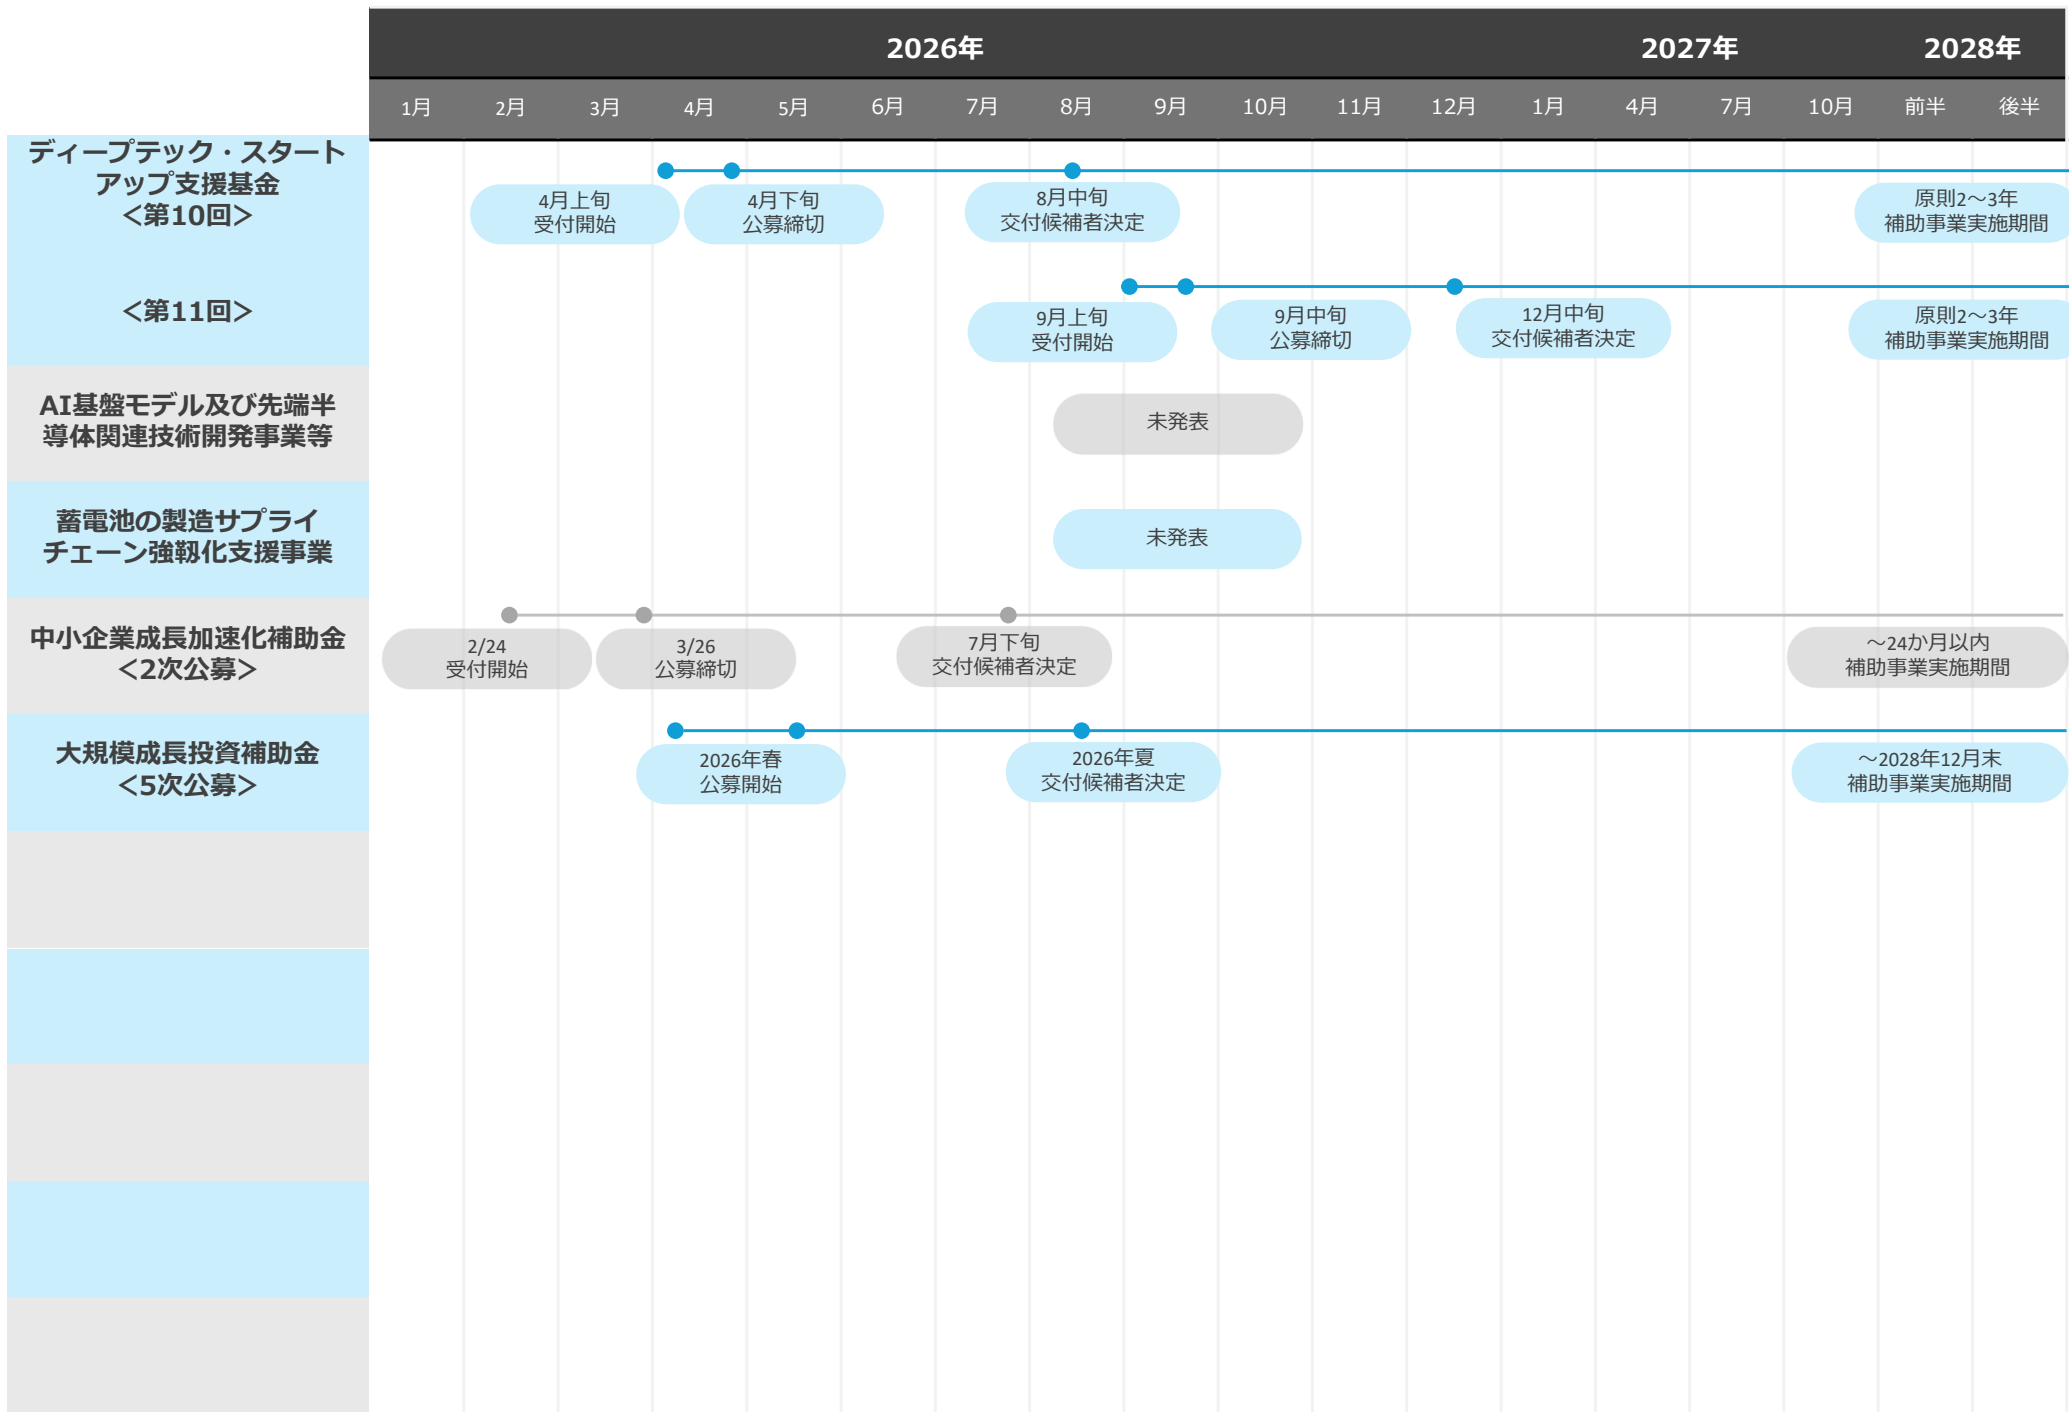 2026年
2027年
2028年
1月
2月
3月
4月
5月
6月
7月
8月
9月
10月
11月
12月
1月
4月
7月
10月
前半
後半
ディープテック・スタート
アップ支援基金
＜第10回＞
4月上旬
受付開始
4月下旬
公募締切
8月中旬
交付候補者決定
原則2～3年
補助事業実施期間
＜第11回＞
9月上旬
受付開始
9月中旬
公募締切
12月中旬
交付候補者決定
原則2～3年
補助事業実施期間
AI基盤モデル及び先端半
導体関連技術開発事業等
未発表
蓄電池の製造サプライ
チェーン強靱化支援事業
未発表
中小企業成長加速化補助金
＜2次公募＞
2/24
受付開始
3/26
公募締切
7月下旬
交付候補者決定
～24か月以内
補助事業実施期間
大規模成長投資補助金
＜5次公募＞
2026年春
公募開始
2026年夏
交付候補者決定
～2028年12月末
補助事業実施期間